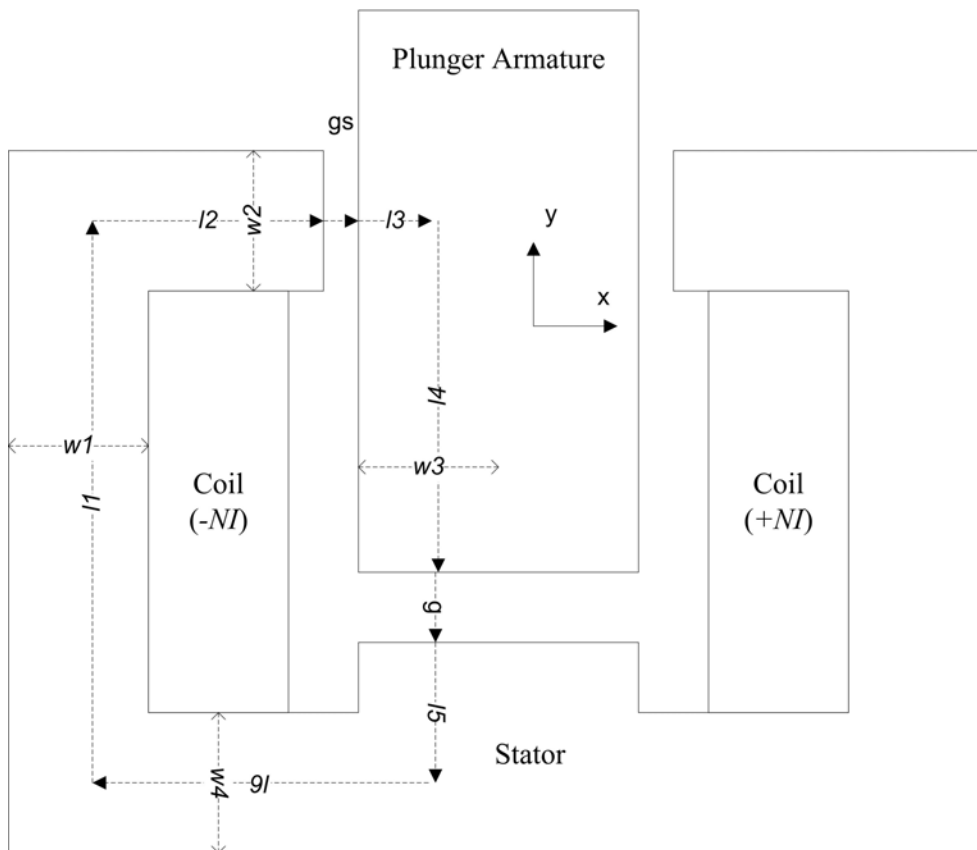 Plunger Armature
gs
l2
w2
l3
y
x
l4
w1
w3
l1
Coil
(-NI)
Coil
(+NI)
g
l5
Stator
w4
l6